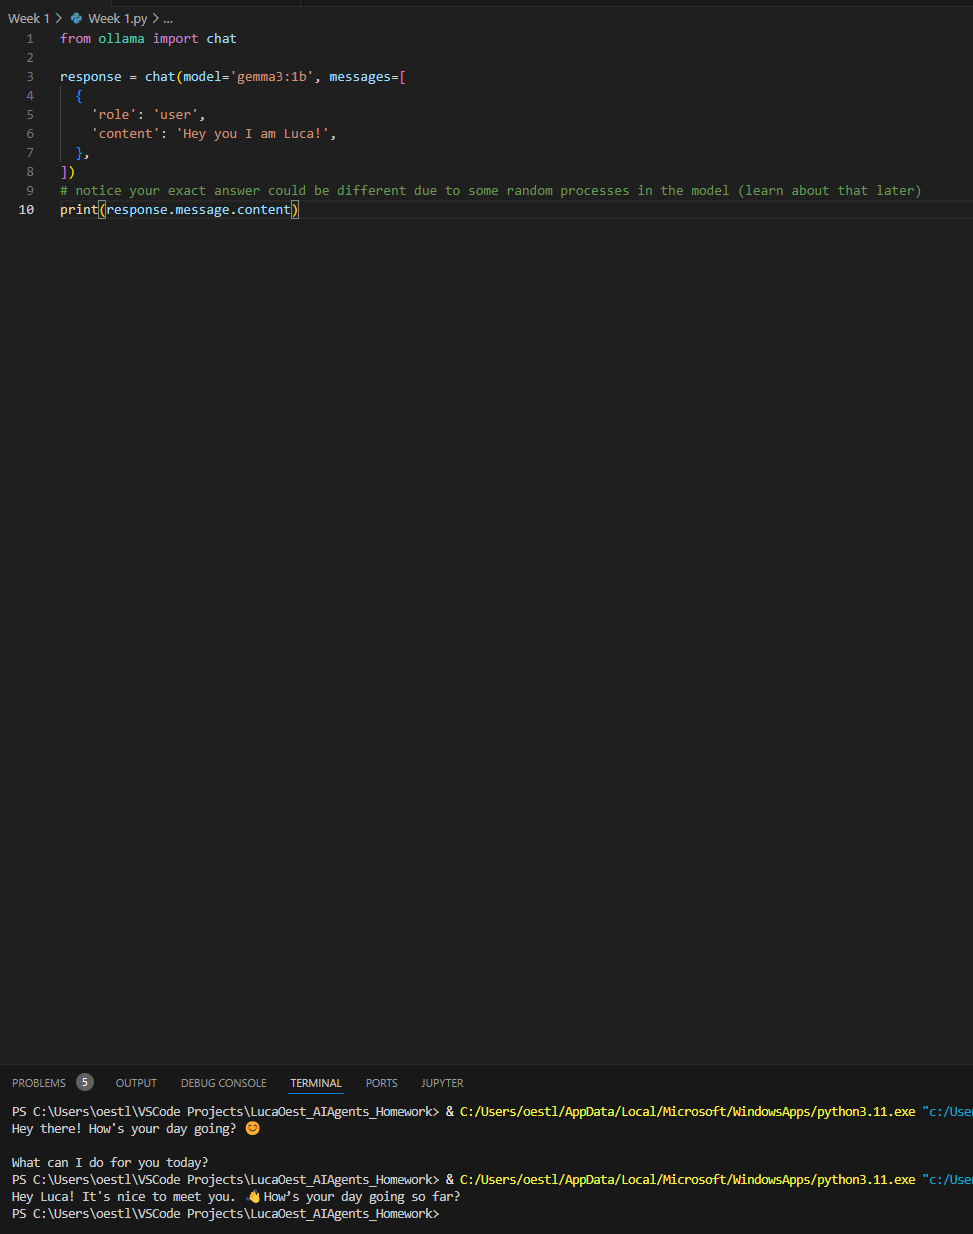 Week 1 > Week 1.py > ...
1 from ollama import chat
2
3 response = chat(model='gemma3:1b', messages=[
4 {
5 'role': 'user',
6 'content': 'Hey you I am Luca!',
7 },
8 ])
9 # notice your exact answer could be different due to some random processes in the model (learn about that later)
10 print(response.message.content)
PROBLEMS 5 OUTPUT DEBUG CONSOLE TERMINAL PORTS JUPYTER
PS C:\Users\oestl\VSCode Projects\LucaOest_AIAgents_Homework> & C:/Users/oestl/AppData/Local/Microsoft/WindowsApps/python3.11.exe "c:/Use
Hey there! How's your day going? 😊
What can I do for you today?
PS C:\Users\oestl\VSCode Projects\LucaOest_AIAgents_Homework> & C:/Users/oestl/AppData/Local/Microsoft/WindowsApps/python3.11.exe "c:/Use
Hey Luca! It's nice to meet you. 👋 How’s your day going so far?
PS C:\Users\oestl\VSCode Projects\LucaOest_AIAgents_Homework>